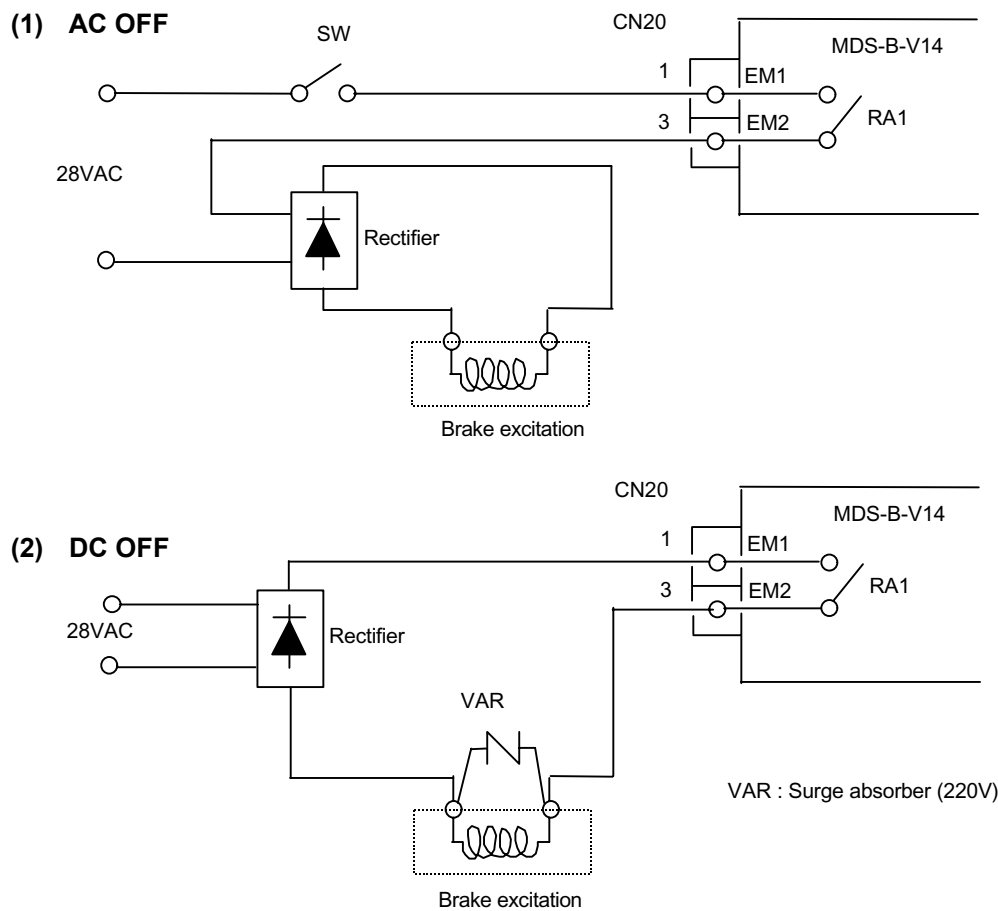 (1) AC OFF
SW
CN20
MDS-B-V14
1
EM1
3
EM2
RA1
28VAC
Rectifier
Brake excitation
(2) DC OFF
CN20
MDS-B-V14
1
EM1
3
EM2
RA1
28VAC
Rectifier
VAR
VAR : Surge absorber (220V)
Brake excitation